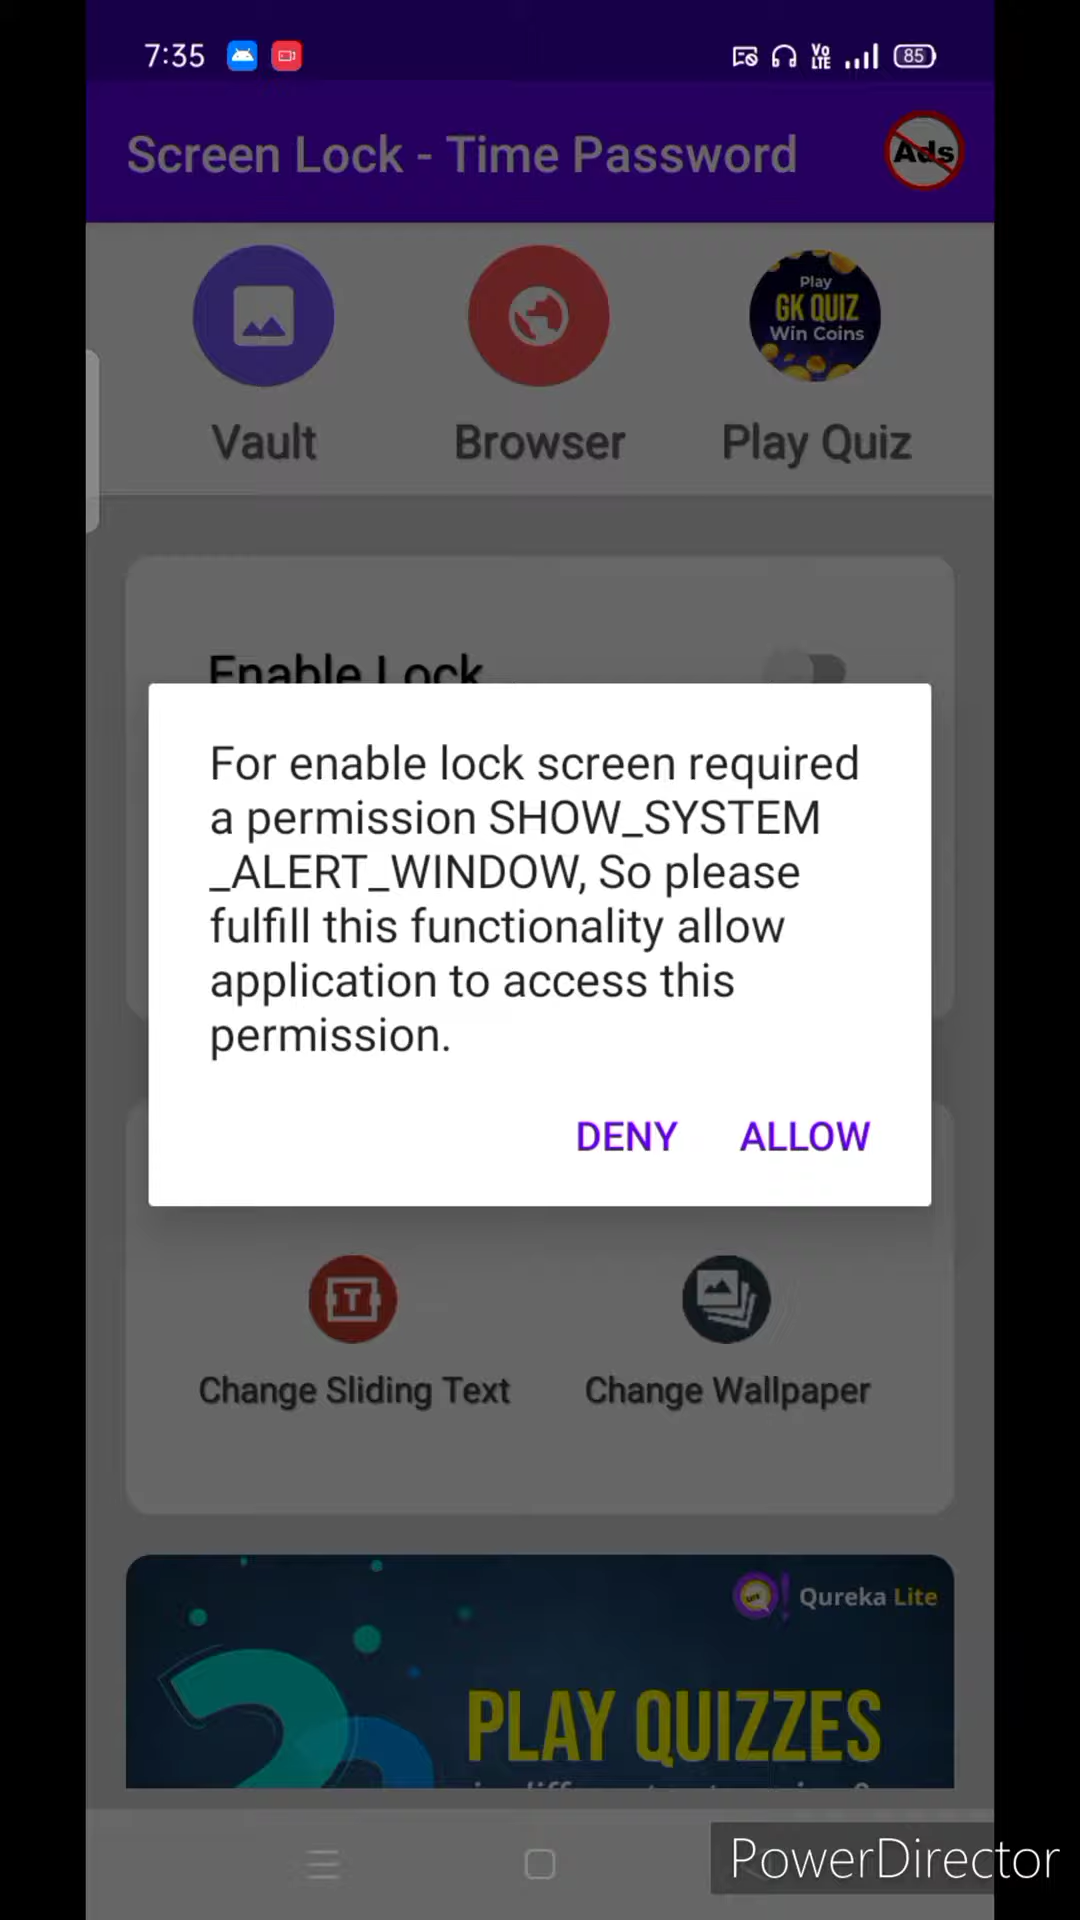 7:35
Vo
LTE
85
Screen Lock - Time Password
Ads
Play
GK QUIZ
Win Coins
Vault
Browser
Play Quiz
Enable Lock
For enable lock screen required
a permission SHOW_SYSTEM
_ALERT_WINDOW, So please
fulfill this functionality allow
application to access this
permission.
DENY
ALLOW
T
Change Sliding Text
Change Wallpaper
Qureka Lite
PLAY QUIZZES
PowerDirector